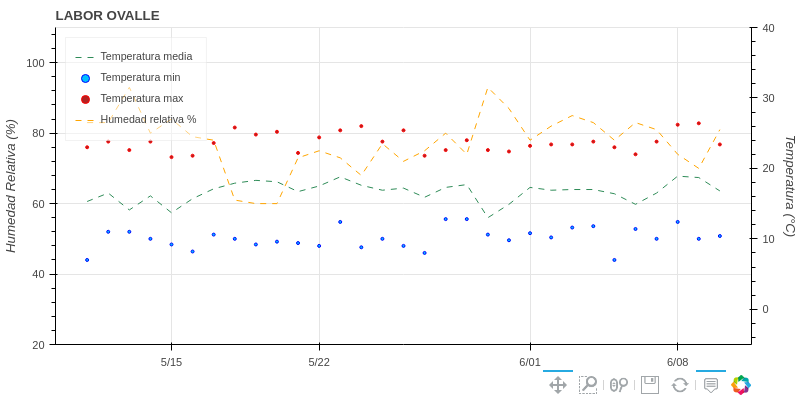 LABOR OVALLE
Temperatura media
Temperatura min
Temperatura max
Humedad relativa %
Humedad Relativa (%)
100
80
60
40
20
40
30
20
10
0
Temperatura (°C)
5/15
5/22
6/01
6/08